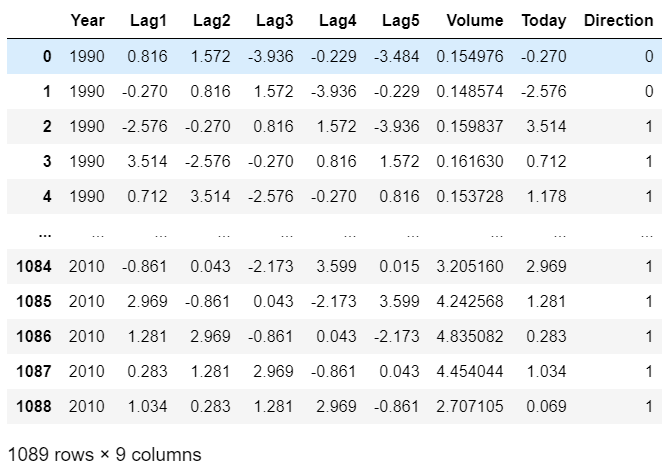 Year Lag1 Lag2 Lag3 Lag4 Lag5 Volume Today Direction
0 1990 0.816 1.572 -3.936 -0.229 -3.484 0.154976 -0.270 0
1 1990 -0.270 0.816 1.572 -3.936 -0.229 0.148574 -2.576 0
2 1990 -2.576 -0.270 0.816 1.572 -3.936 0.159837 3.514 1
3 1990 3.514 -2.576 -0.270 0.816 1.572 0.161630 0.712 1
4 1990 0.712 3.514 -2.576 -0.270 0.816 0.153728 1.178 1
... ... ... ... ... ... ... ... ... ...
1084 2010 -0.861 0.043 -2.173 3.599 0.015 3.205160 2.969 1
1085 2010 2.969 -0.861 0.043 -2.173 3.599 4.242568 1.281 1
1086 2010 1.281 2.969 -0.861 0.043 -2.173 4.835082 0.283 1
1087 2010 0.283 1.281 2.969 -0.861 0.043 4.454044 1.034 1
1088 2010 1.034 0.283 1.281 2.969 -0.861 2.707105 0.069 1
1089 rows × 9 columns